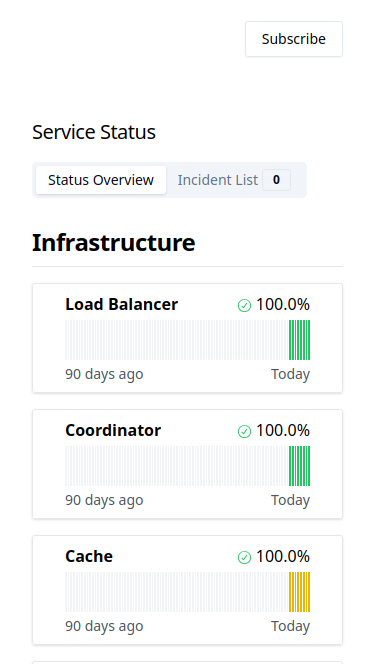 Subscribe
Service Status
Status Overview Incident List 0
Infrastructure
Load Balancer 100.0%
90 days ago Today
Coordinator 100.0%
90 days ago Today
Cache 100.0%
90 days ago Today